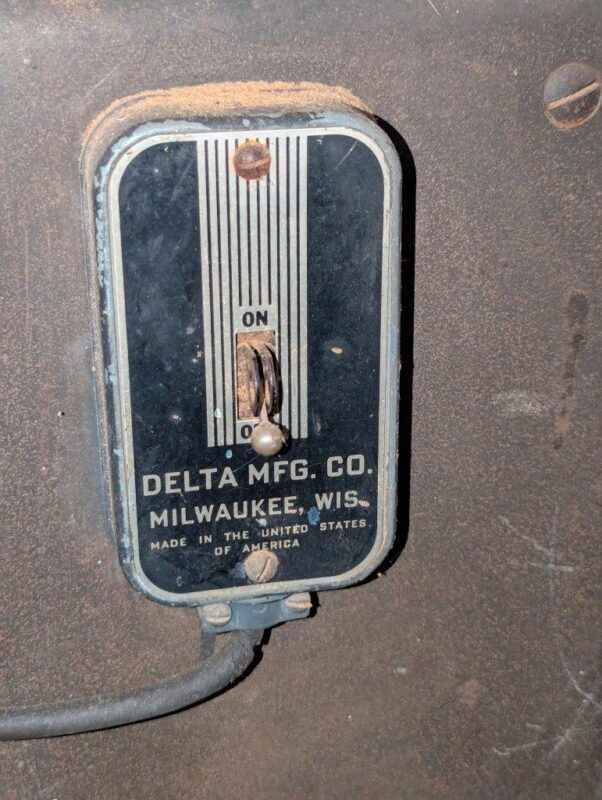 ON
DELTA MFG. CO.
MILWAUKEE, WIS.
MADE IN THE UNITED STATES
OF AMERICA